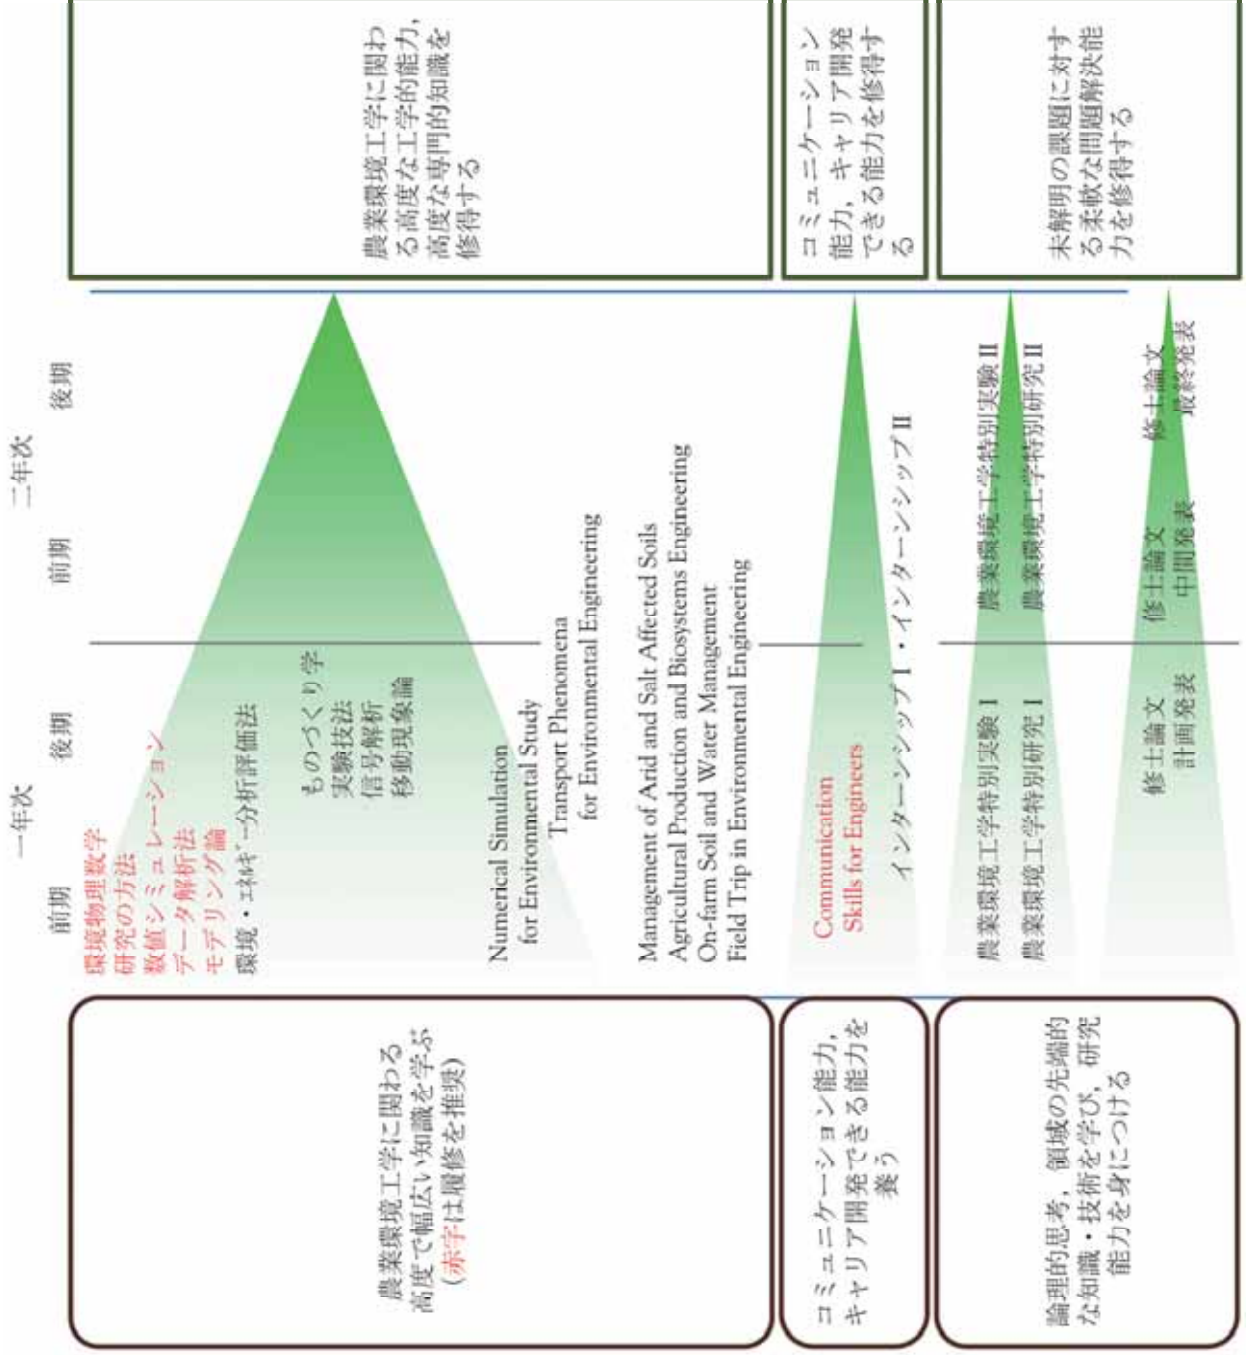 一年次
二年次
前期
後期
前期
後期
農業環境工学に関わる
高度で幅広い知識を学ぶ
(赤字は履修を推奨)
環境物理数学
研究の方法
数値シミュレーション
データ解析法
モデリング論
環境・エネルギー分析評価法
ものづくり学
実験技法
信号解析
移動現象論
Numerical Simulation
for Environmental Study
Transport Phenomena
for Environmental Engineering
Management of Arid and Salt Affected Soils
Agricultural Production and Biosystems Engineering
On-farm Soil and Water Management
Field Trip in Environmental Engineering
農業環境工学に関わ
る高度な工学的能力,
高度な専門的知識を
修得する
コミュニケーション能力,
キャリア開発できる能力を
養う
Communication
Skills for Engineers
インターンシップⅠ・インターンシップⅡ
コミュニケーション
能力, キャリア開発
できる能力を修得す
る
論理的思考, 領域の先端的
な知識・技術を学び, 研究
能力を身につける
農業環境工学特別実験Ⅰ
農業環境工学特別研究Ⅰ
農業環境工学特別実験Ⅱ
農業環境工学特別研究Ⅱ
修士論文
計画発表
修士論文
中間発表
修士論文
最終発表
未解明の課題に対す
る柔軟な問題解決能
力を修得する